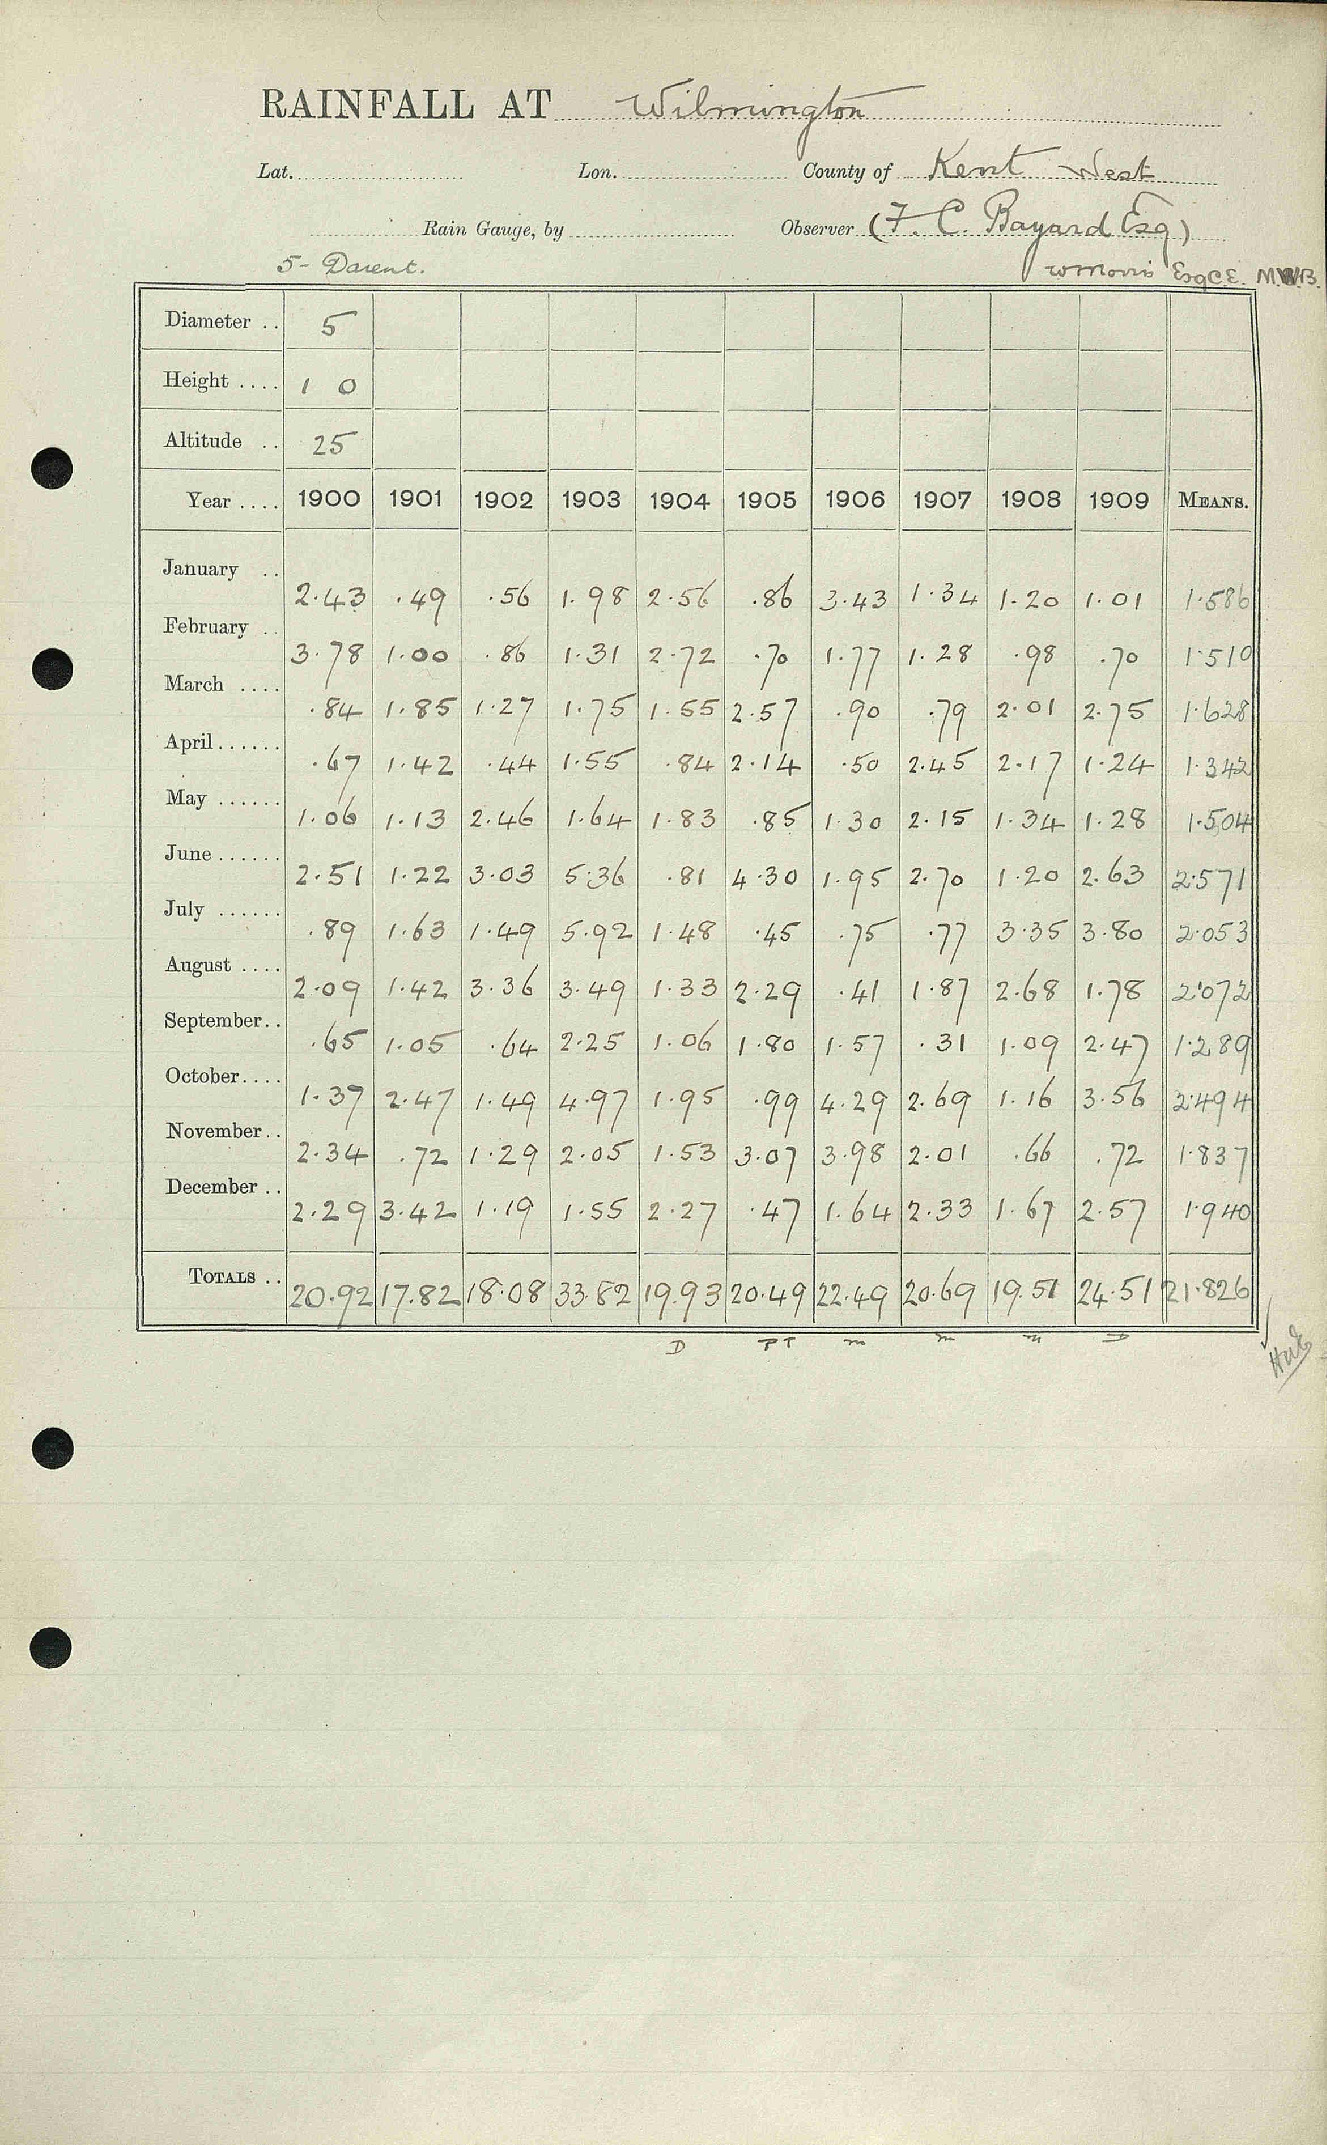 RAINFALL AT Wilmington
Lat. Lon. County of Kent West
Rain Gauge, by Observer (F. C. Bayard Esq)
5- Darent. W Morris Esq C.E. M.W.B.
Diameter .. 5
Height .... 1 0
Altitude .. 25
Year .... 1900 1901 1902 1903 1904 1905 1906 1907 1908 1909 MEANS.
January .. 2.43 .49 .56 1.98 2.56 .86 3.43 1.34 1.20 1.01 1.586
February .. 3.78 1.00 .86 1.31 2.72 .70 1.77 1.28 .98 .70 1.510
March .... .84 1.85 1.27 1.75 1.55 2.57 .90 .79 2.01 2.75 1.628
April ...... .67 1.42 .44 1.55 .84 2.14 .50 2.45 2.17 1.24 1.342
May ...... 1.06 1.13 2.46 1.64 1.83 .85 1.30 2.15 1.34 1.28 1.504
June ...... 2.51 1.22 3.03 5.36 .81 4.30 1.95 2.70 1.20 2.63 2.571
July ...... .89 1.63 1.49 5.92 1.48 .45 .75 .77 3.35 3.80 2.053
August .... 2.09 1.42 3.36 3.49 1.33 2.29 .41 1.87 2.68 1.78 2.072
September.. .65 1.05 .64 2.25 1.06 1.80 1.57 .31 1.09 2.47 1.289
October.... 1.37 2.47 1.49 4.97 1.95 .99 4.29 2.69 1.16 3.56 2.494
November.. 2.34 .72 1.29 2.05 1.53 3.07 3.98 2.01 .66 .72 1.837
December .. 2.29 3.42 1.19 1.55 2.27 .47 1.64 2.33 1.67 2.57 1.940
TOTALS .. 20.92 17.82 18.08 33.82 19.93 20.49 22.49 20.69 19.51 24.51 21.826
D PT m m m D